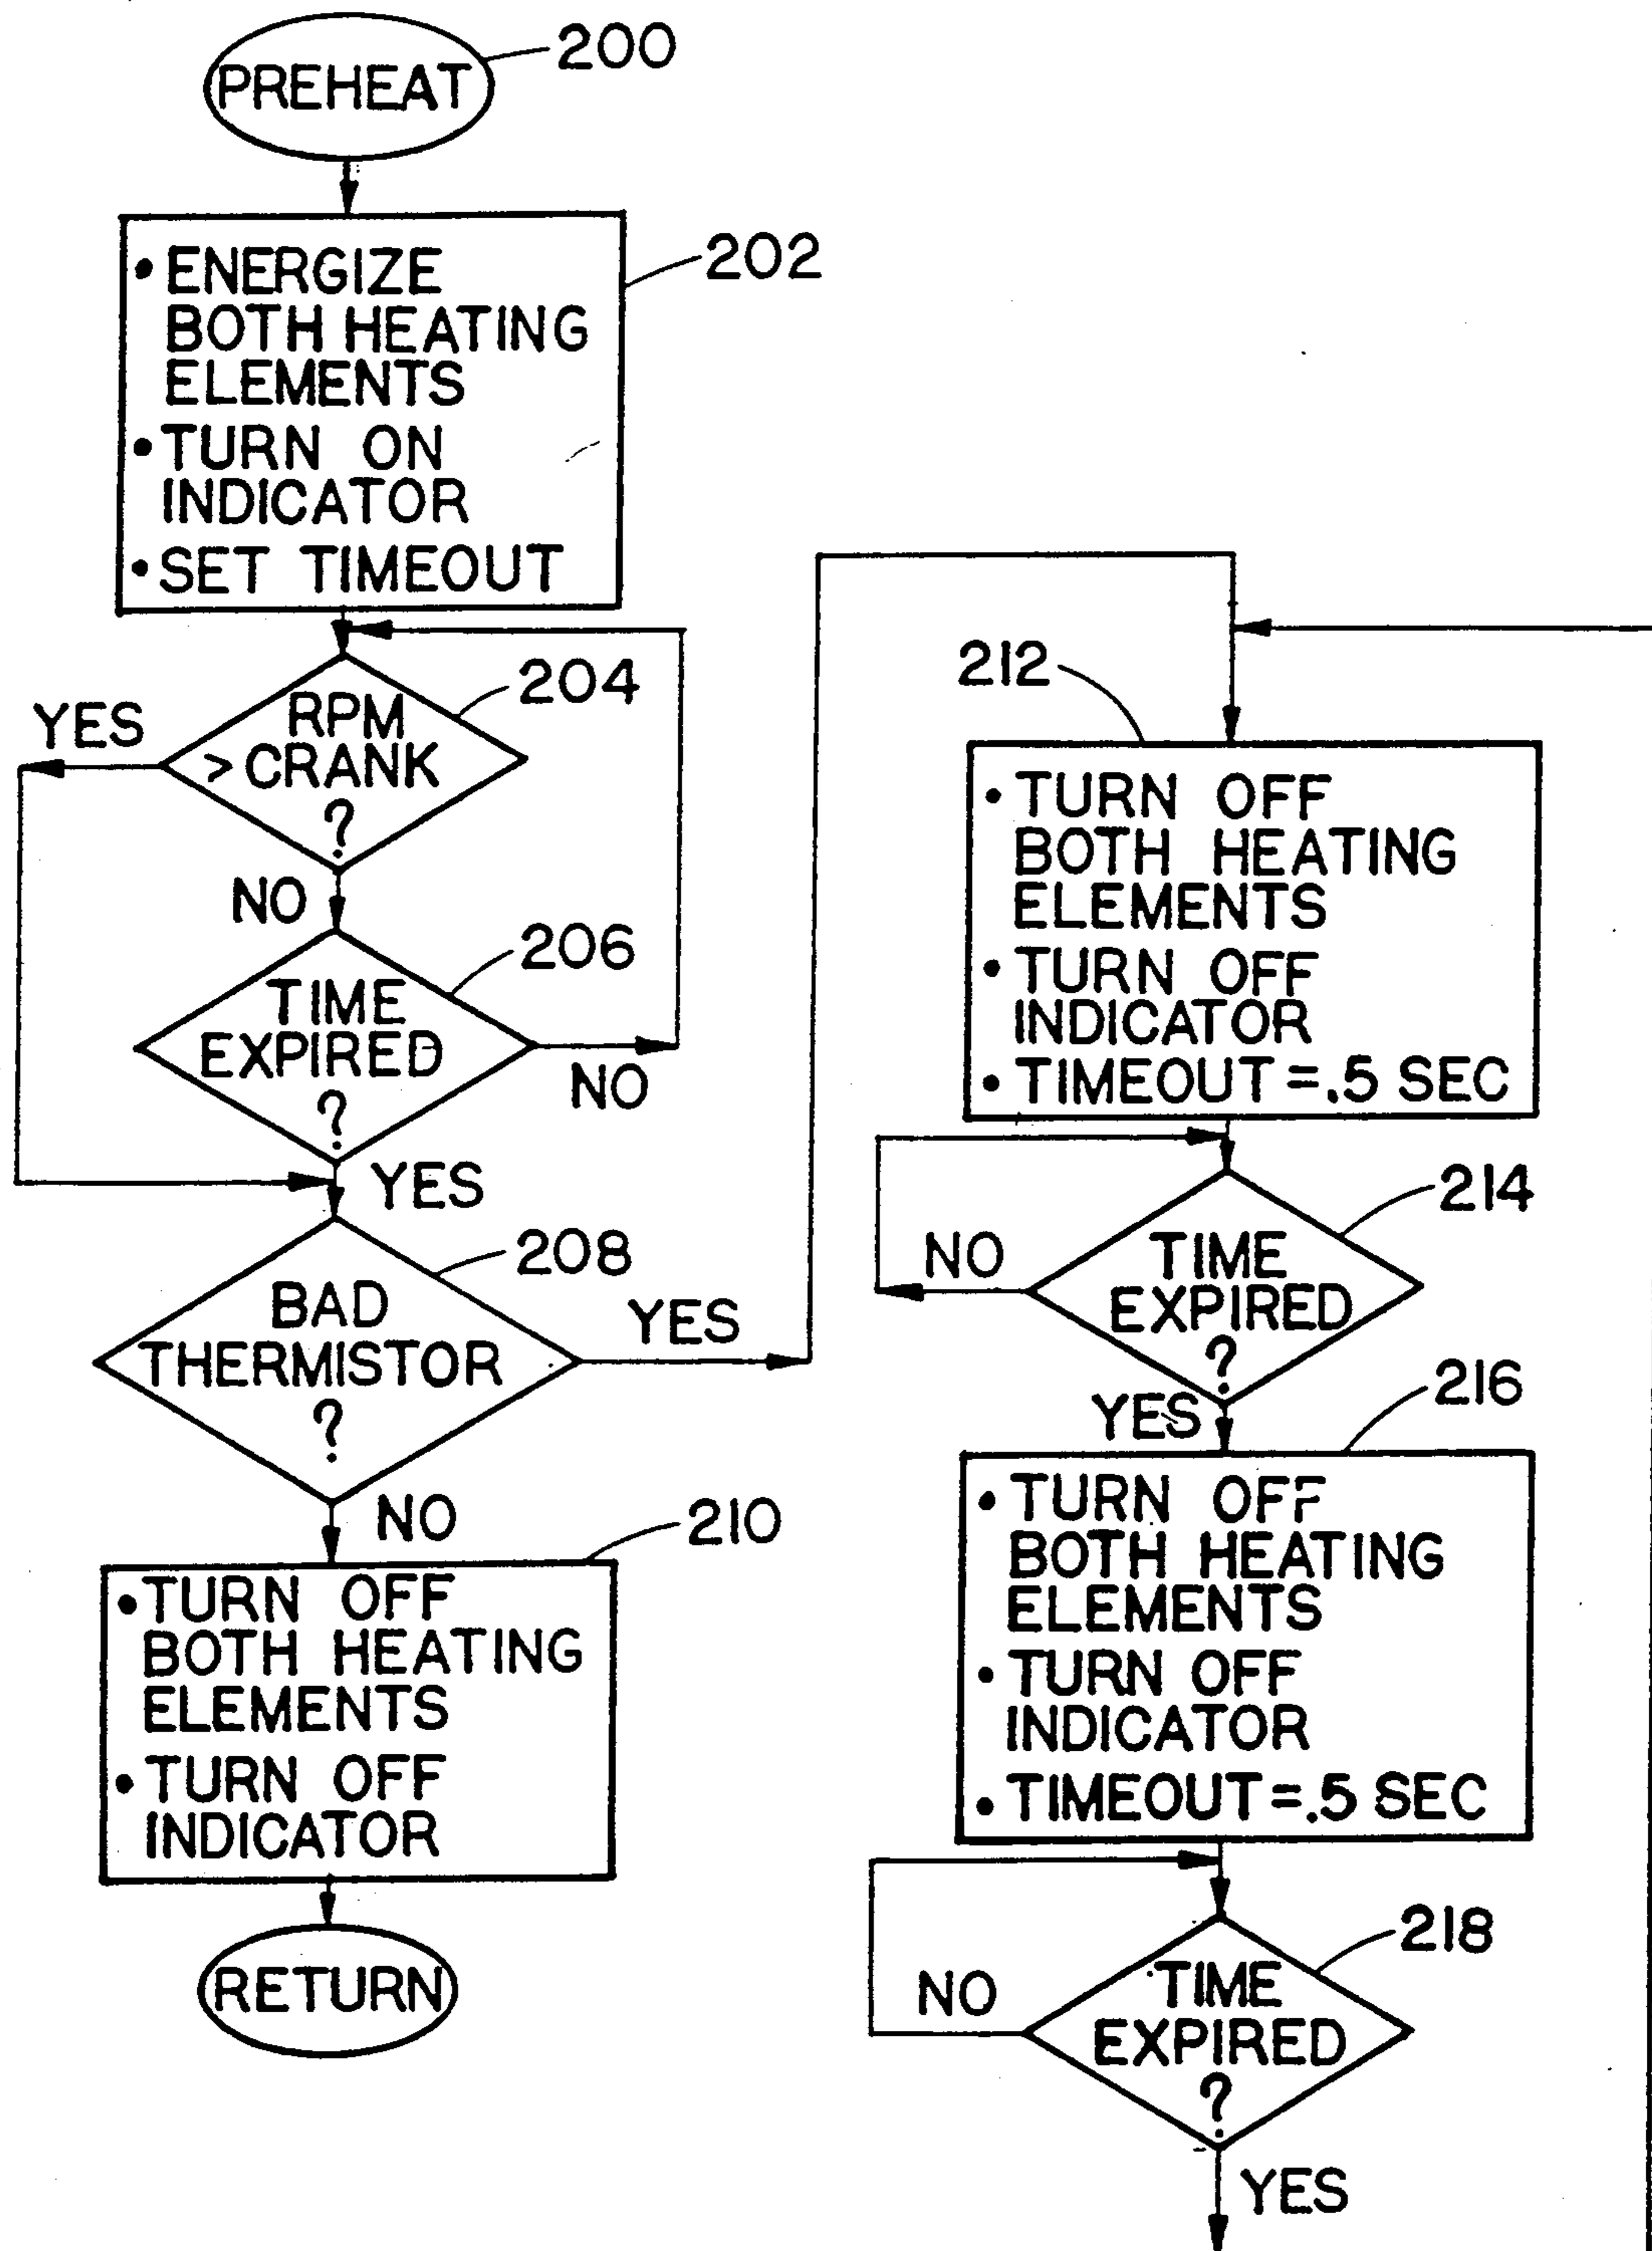 PREHEAT
200
• ENERGIZE
BOTH HEATING
ELEMENTS
• TURN ON
INDICATOR
• SET TIMEOUT
202
RPM
> CRANK
?
204
YES
NO
TIME
EXPIRED
?
206
NO
YES
BAD
THERMISTOR
?
208
YES
NO
210
• TURN OFF
BOTH HEATING
ELEMENTS
• TURN OFF
INDICATOR
RETURN
212
• TURN OFF
BOTH HEATING
ELEMENTS
• TURN OFF
INDICATOR
• TIMEOUT = .5 SEC
214
TIME
EXPIRED
?
NO
YES
216
• TURN OFF
BOTH HEATING
ELEMENTS
• TURN OFF
INDICATOR
• TIMEOUT = .5 SEC
218
TIME
EXPIRED
?
NO
YES